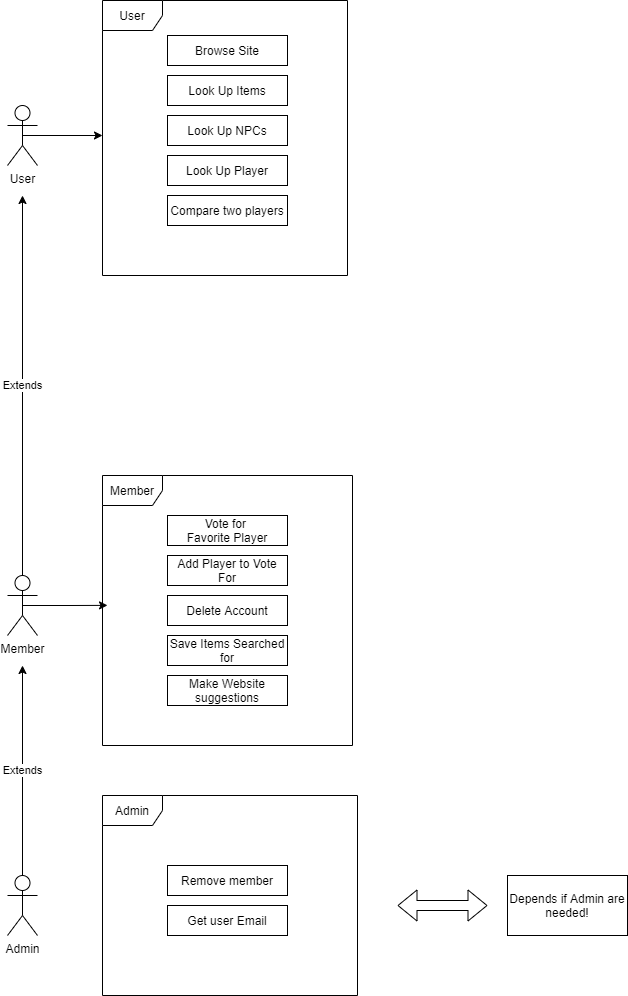 User
Browse Site
Look Up Items
Look Up NPCs
Look Up Player
Compare two players
User
Extends
Member
Vote for
Favorite Player
Add Player to Vote
For
Delete Account
Save Items Searched
for
Make Website
suggestions
Member
Extends
Admin
Remove member
Get user Email
Depends if Admin are
needed!
Admin